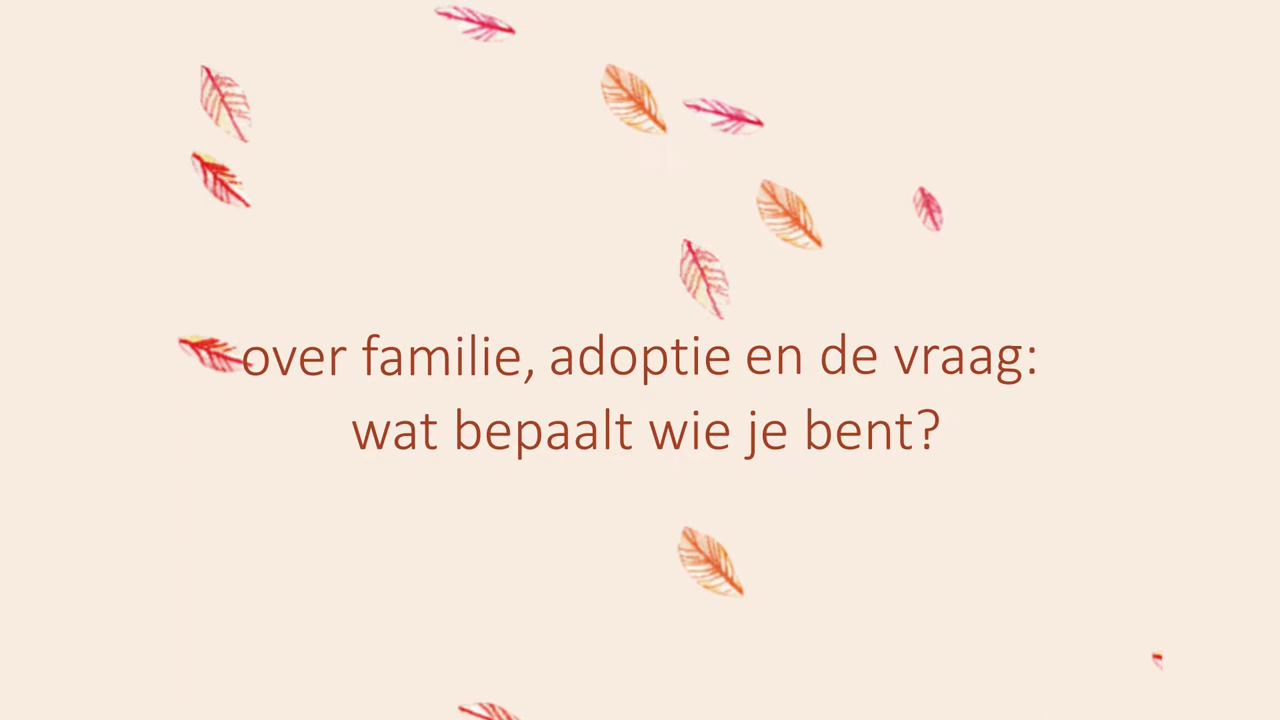 over familie, adoptie en de vraag:
wat bepaalt wie je bent?